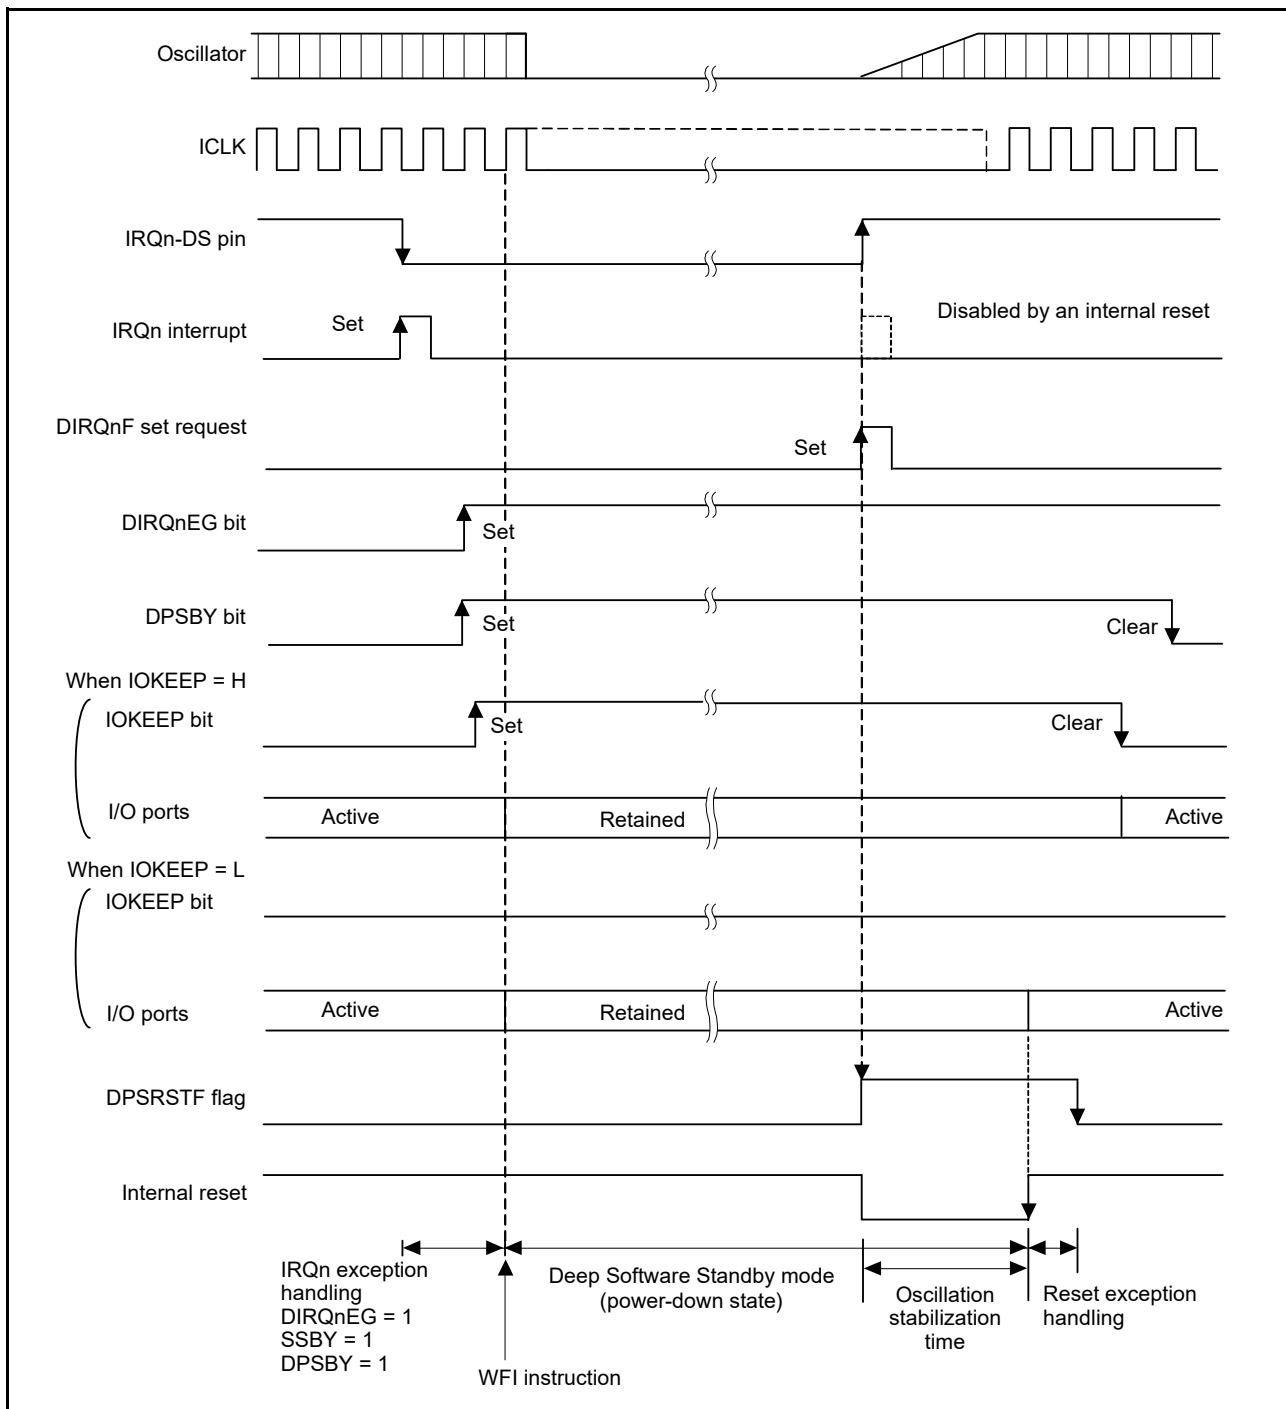 Oscillator
ICLK
IRQn-DS pin
IRQn interrupt
Set
Disabled by an internal reset
DIRQnF set request
Set
DIRQnEG bit
Set
DPSBY bit
Set
Clear
When IOKEEP = H
IOKEEP bit
Set
Clear
I/O ports
Active
Retained
Active
When IOKEEP = L
IOKEEP bit
I/O ports
Active
Retained
Active
DPSRSTF flag
Internal reset
IRQn exception
handling
DIRQnEG = 1
SSBY = 1
DPSBY = 1
WFI instruction
Deep Software Standby mode
(power-down state)
Oscillation
stabilization
time
Reset exception
handling